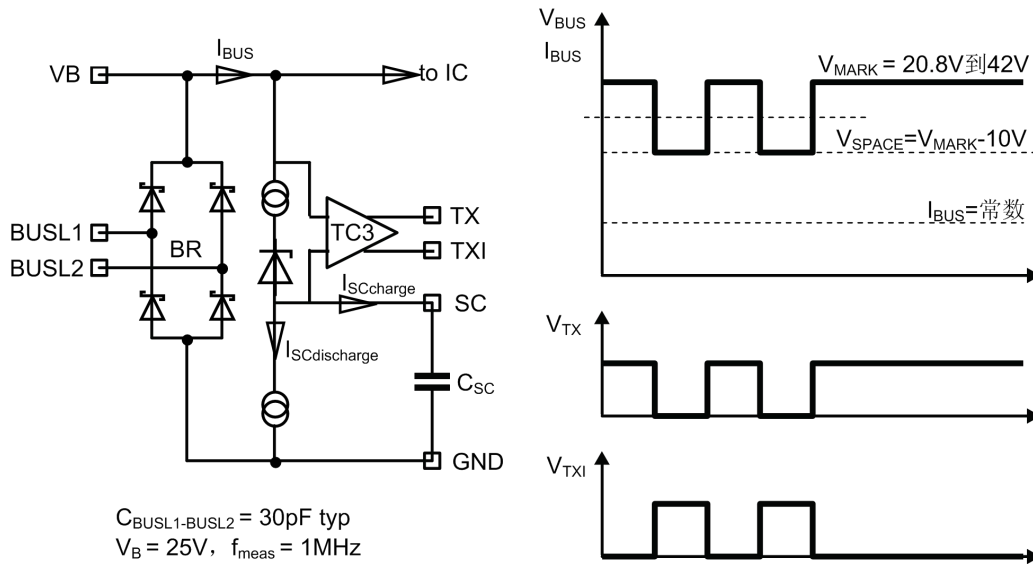 I_BUS
VB
to IC
BUSL1
BR
BUSL2
TC3
TX
TXI
I_SCcharge
SC
I_SCdischarge
C_SC
GND
C_BUSL1-BUSL2 = 30pF typ
V_B = 25V，f_meas = 1MHz
V_BUS
I_BUS
V_MARK = 20.8V到42V
V_SPACE=V_MARK-10V
I_BUS=常数
V_TX
V_TXI